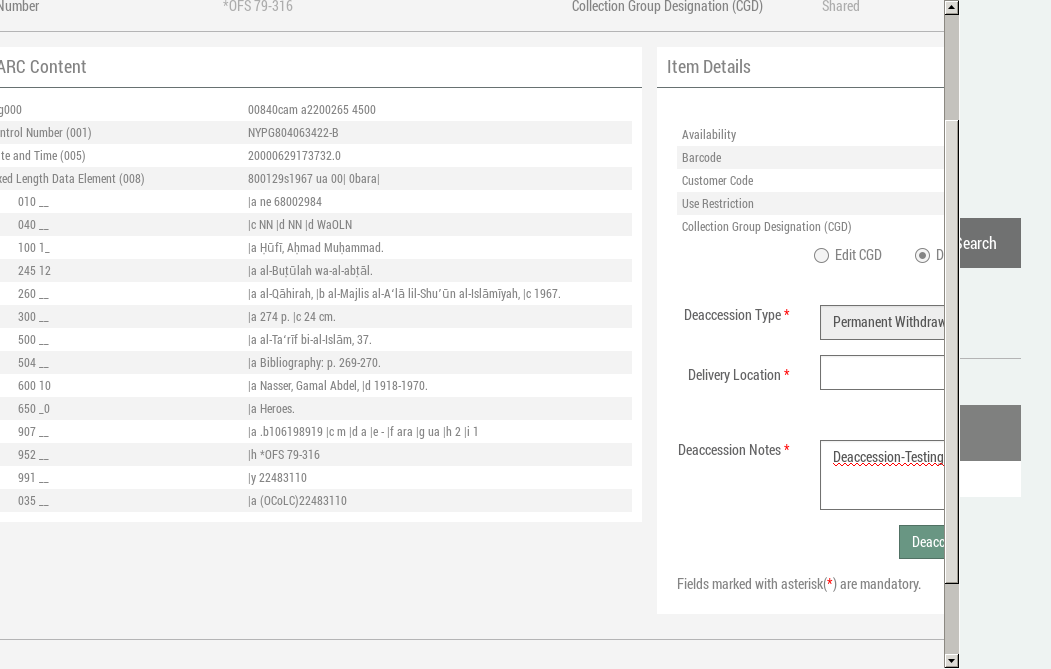 Number *OFS 79-316 Collection Group Designation (CGD) Shared
ARC Content
g000 00840cam a2200265 4500
ntrol Number (001) NYPG804063422-B
te and Time (005) 20000629173732.0
xed Length Data Element (008) 800129s1967 ua 00| 0bara|
010 __ |a ne 68002984
040 __ |c NN |d NN |d WaOLN
100 1_ |a Ḥūfī, Aḥmad Muḥammad.
245 12 |a al-Buṭūlah wa-al-abṭāl.
260 __ |a al-Qāhirah, |b al-Majlis al-Aʻlā lil-Shuʼūn al-Islāmīyah, |c 1967.
300 __ |a 274 p. |c 24 cm.
500 __ |a al-Taʻrīf bi-al-Islām, 37.
504 __ |a Bibliography: p. 269-270.
600 10 |a Nasser, Gamal Abdel, |d 1918-1970.
650 _0 |a Heroes.
907 __ |a .b106198919 |c m |d a |e - |f ara |g ua |h 2 |i 1
952 __ |h *OFS 79-316
991 __ |y 22483110
035 __ |a (OCoLC)22483110
Item Details
Availability
Barcode
Customer Code
Use Restriction
Collection Group Designation (CGD)
Edit CGD D
Deaccession Type * Permanent Withdraw
Delivery Location *
Deaccession Notes * Deaccession-Testing
Deacc
Fields marked with asterisk(*) are mandatory.
Search